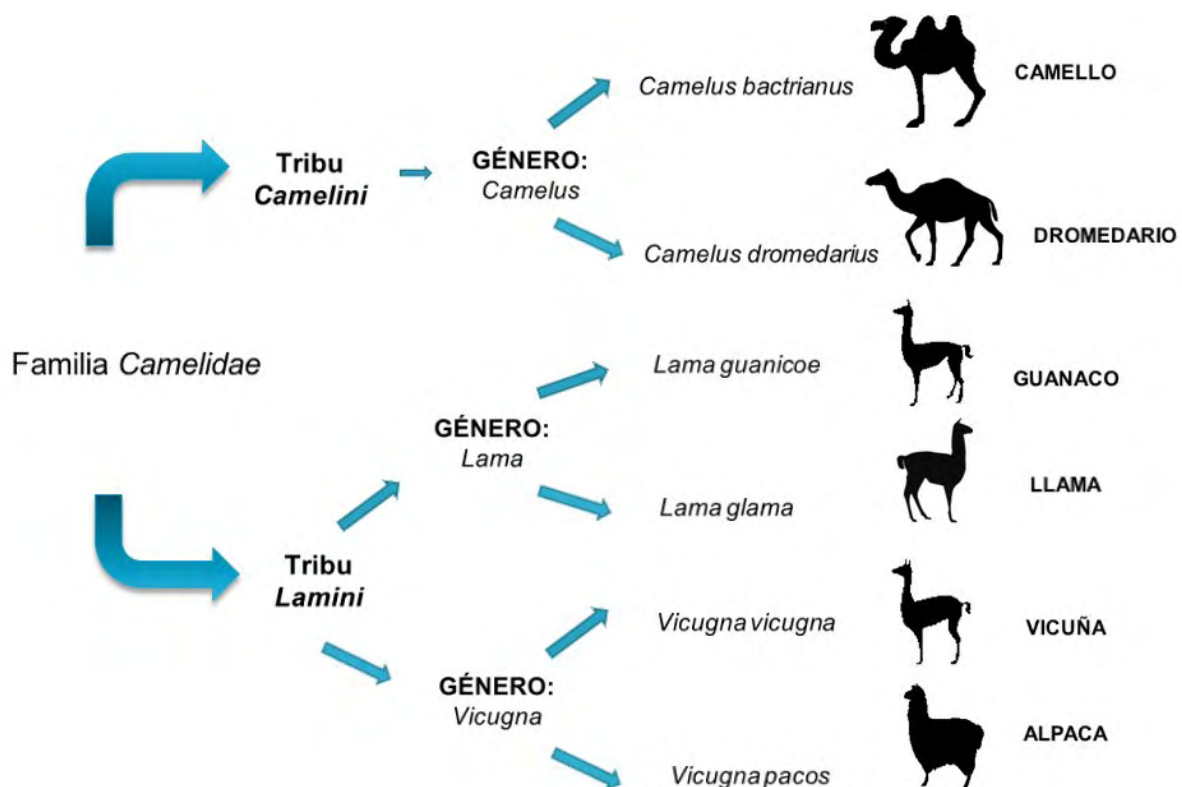 Camelus bactrianus
CAMELLO
Tribu
Camelini
GÉNERO:
Camelus
Camelus dromedarius
DROMEDARIO
Familia Camelidae
Lama guanicoe
GUANACO
GÉNERO:
Lama
Lama glama
LLAMA
Tribu
Lamini
Vicugna vicugna
VICUÑA
GÉNERO:
Vicugna
Vicugna pacos
ALPACA